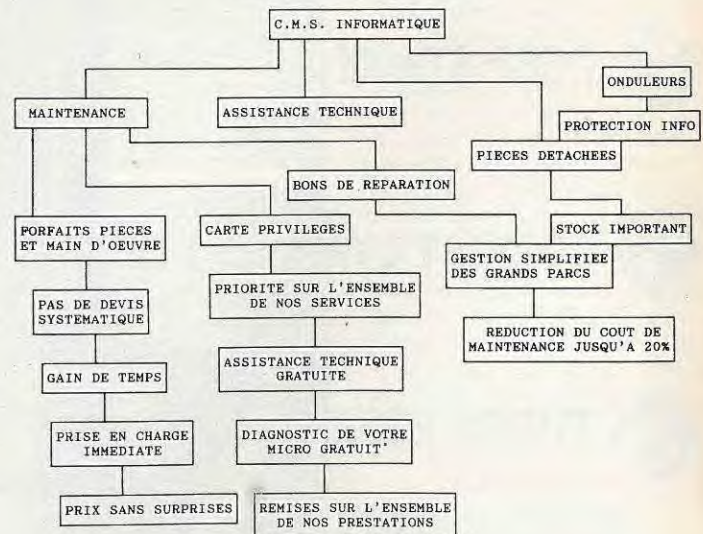 C.M.S. INFORMATIQUE
ONDULEURS
MAINTENANCE
ASSISTANCE TECHNIQUE
PROTECTION INFO
PIECES DETACHEES
BONS DE REPARATION
FORFAITS PIECES
ET MAIN D'OEUVRE
CARTE PRIVILEGES
STOCK IMPORTANT
GESTION SIMPLIFIEE
DES GRANDS PARCS
PRIORITE SUR L'ENSEMBLE
DE NOS SERVICES
PAS DE DEVIS
SYSTEMATIQUE
REDUCTION DU COUT DE
MAINTENANCE JUSQU'A 20%
ASSISTANCE TECHNIQUE
GRATUITE
GAIN DE TEMPS
PRISE EN CHARGE
IMMEDIATE
DIAGNOSTIC DE VOTRE
MICRO GRATUIT
PRIX SANS SURPRISES
REMISES SUR L'ENSEMBLE
DE NOS PRESTATIONS